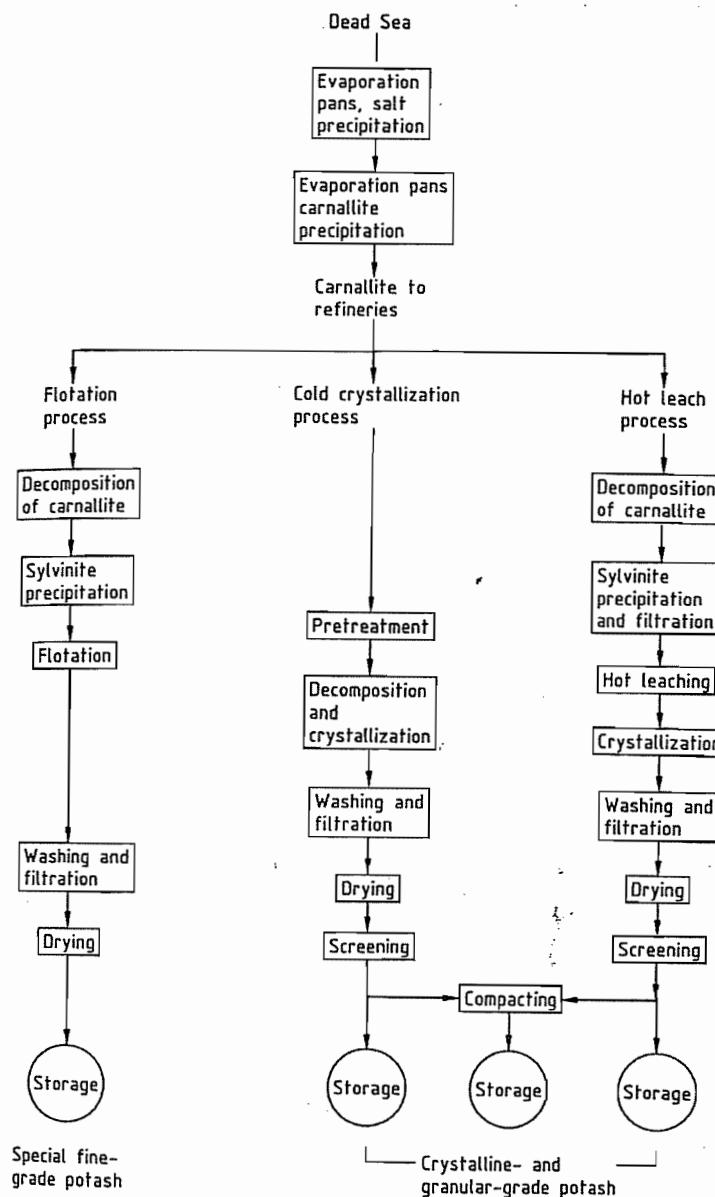 Dead Sea
Evaporation
pans, salt
precipitation
Evaporation pans
carnallite
precipitation
Carnallite to
refineries
Flotation
process
Decomposition
of carnallite
Sylvinite
precipitation
Flotation
Washing and
filtration
Drying
Storage
Special fine-
grade potash
Cold crystallization
process
Pretreatment
Decomposition
and
crystallization
Washing and
filtration
Drying
Screening
Storage
Compacting
Storage
Hot leach
process
Decomposition
of carnallite
Sylvinite
precipitation
and filtration
Hot leaching
Crystallization
Washing and
filtration
Drying
Screening
Storage
Crystalline- and
granular-grade potash